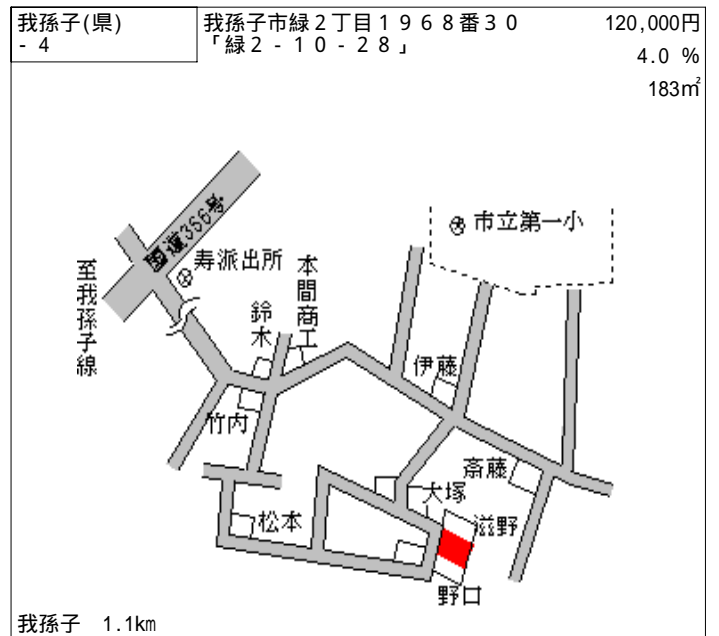 我孫子(県)
- 4
我孫子市緑2丁目1968番30
「緑2 - 10 - 28」
120,000円
4.0 %
183㎡
国道356号
市立第一小
寿派出所
至我孫子線
本間商工
鈴木
伊藤
竹内
斎藤
大塚
松本
滋野
野口
我孫子 1.1km